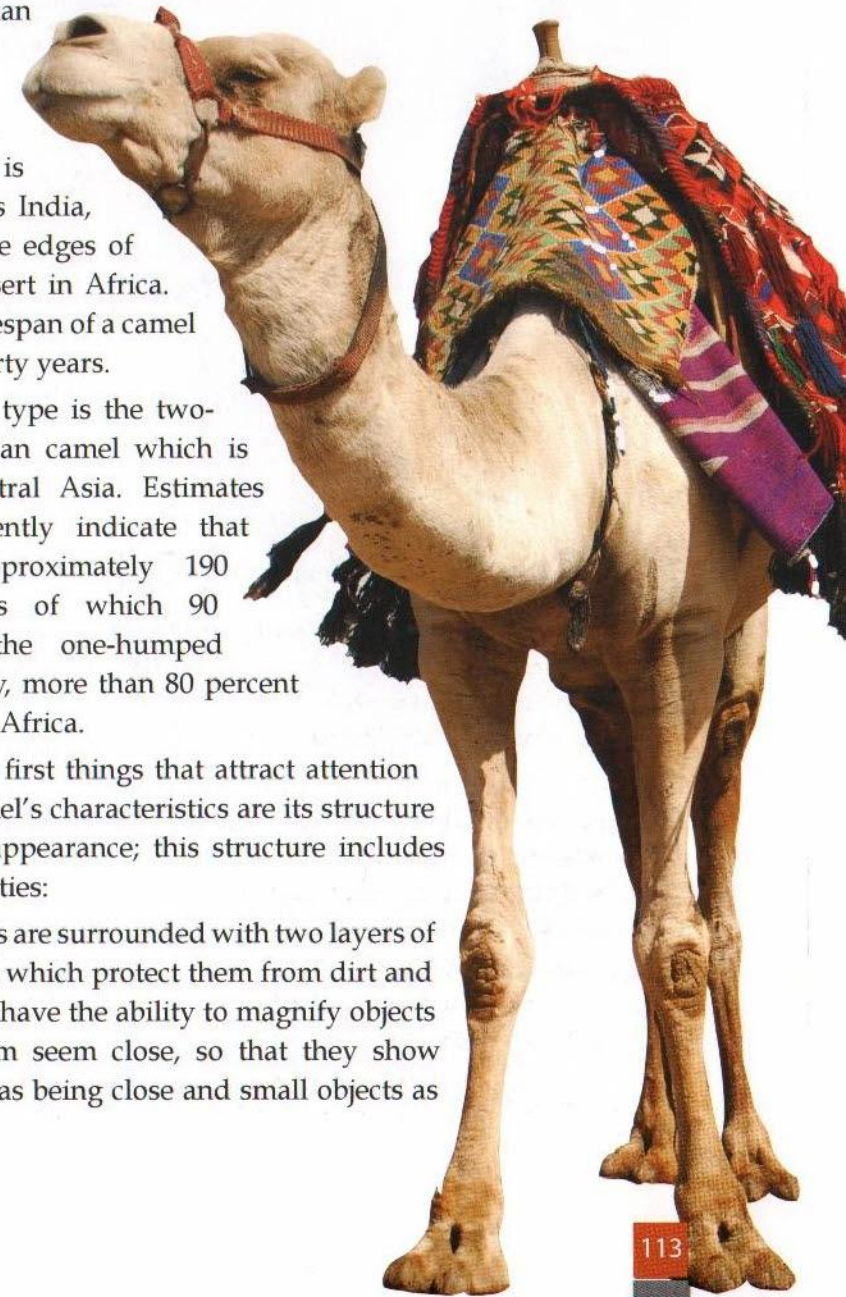 an
is
s India,
e edges of
sert in Africa.
espan of a camel
rty years.
type is the two-
an camel which is
tral Asia. Estimates
ently indicate that
proximately 190
s of which 90
the one-humped
y, more than 80 percent
Africa.
first things that attract attention
el's characteristics are its structure
appearance; this structure includes
ties:
s are surrounded with two layers of
which protect them from dirt and
have the ability to magnify objects
m seem close, so that they show
as being close and small objects as
113